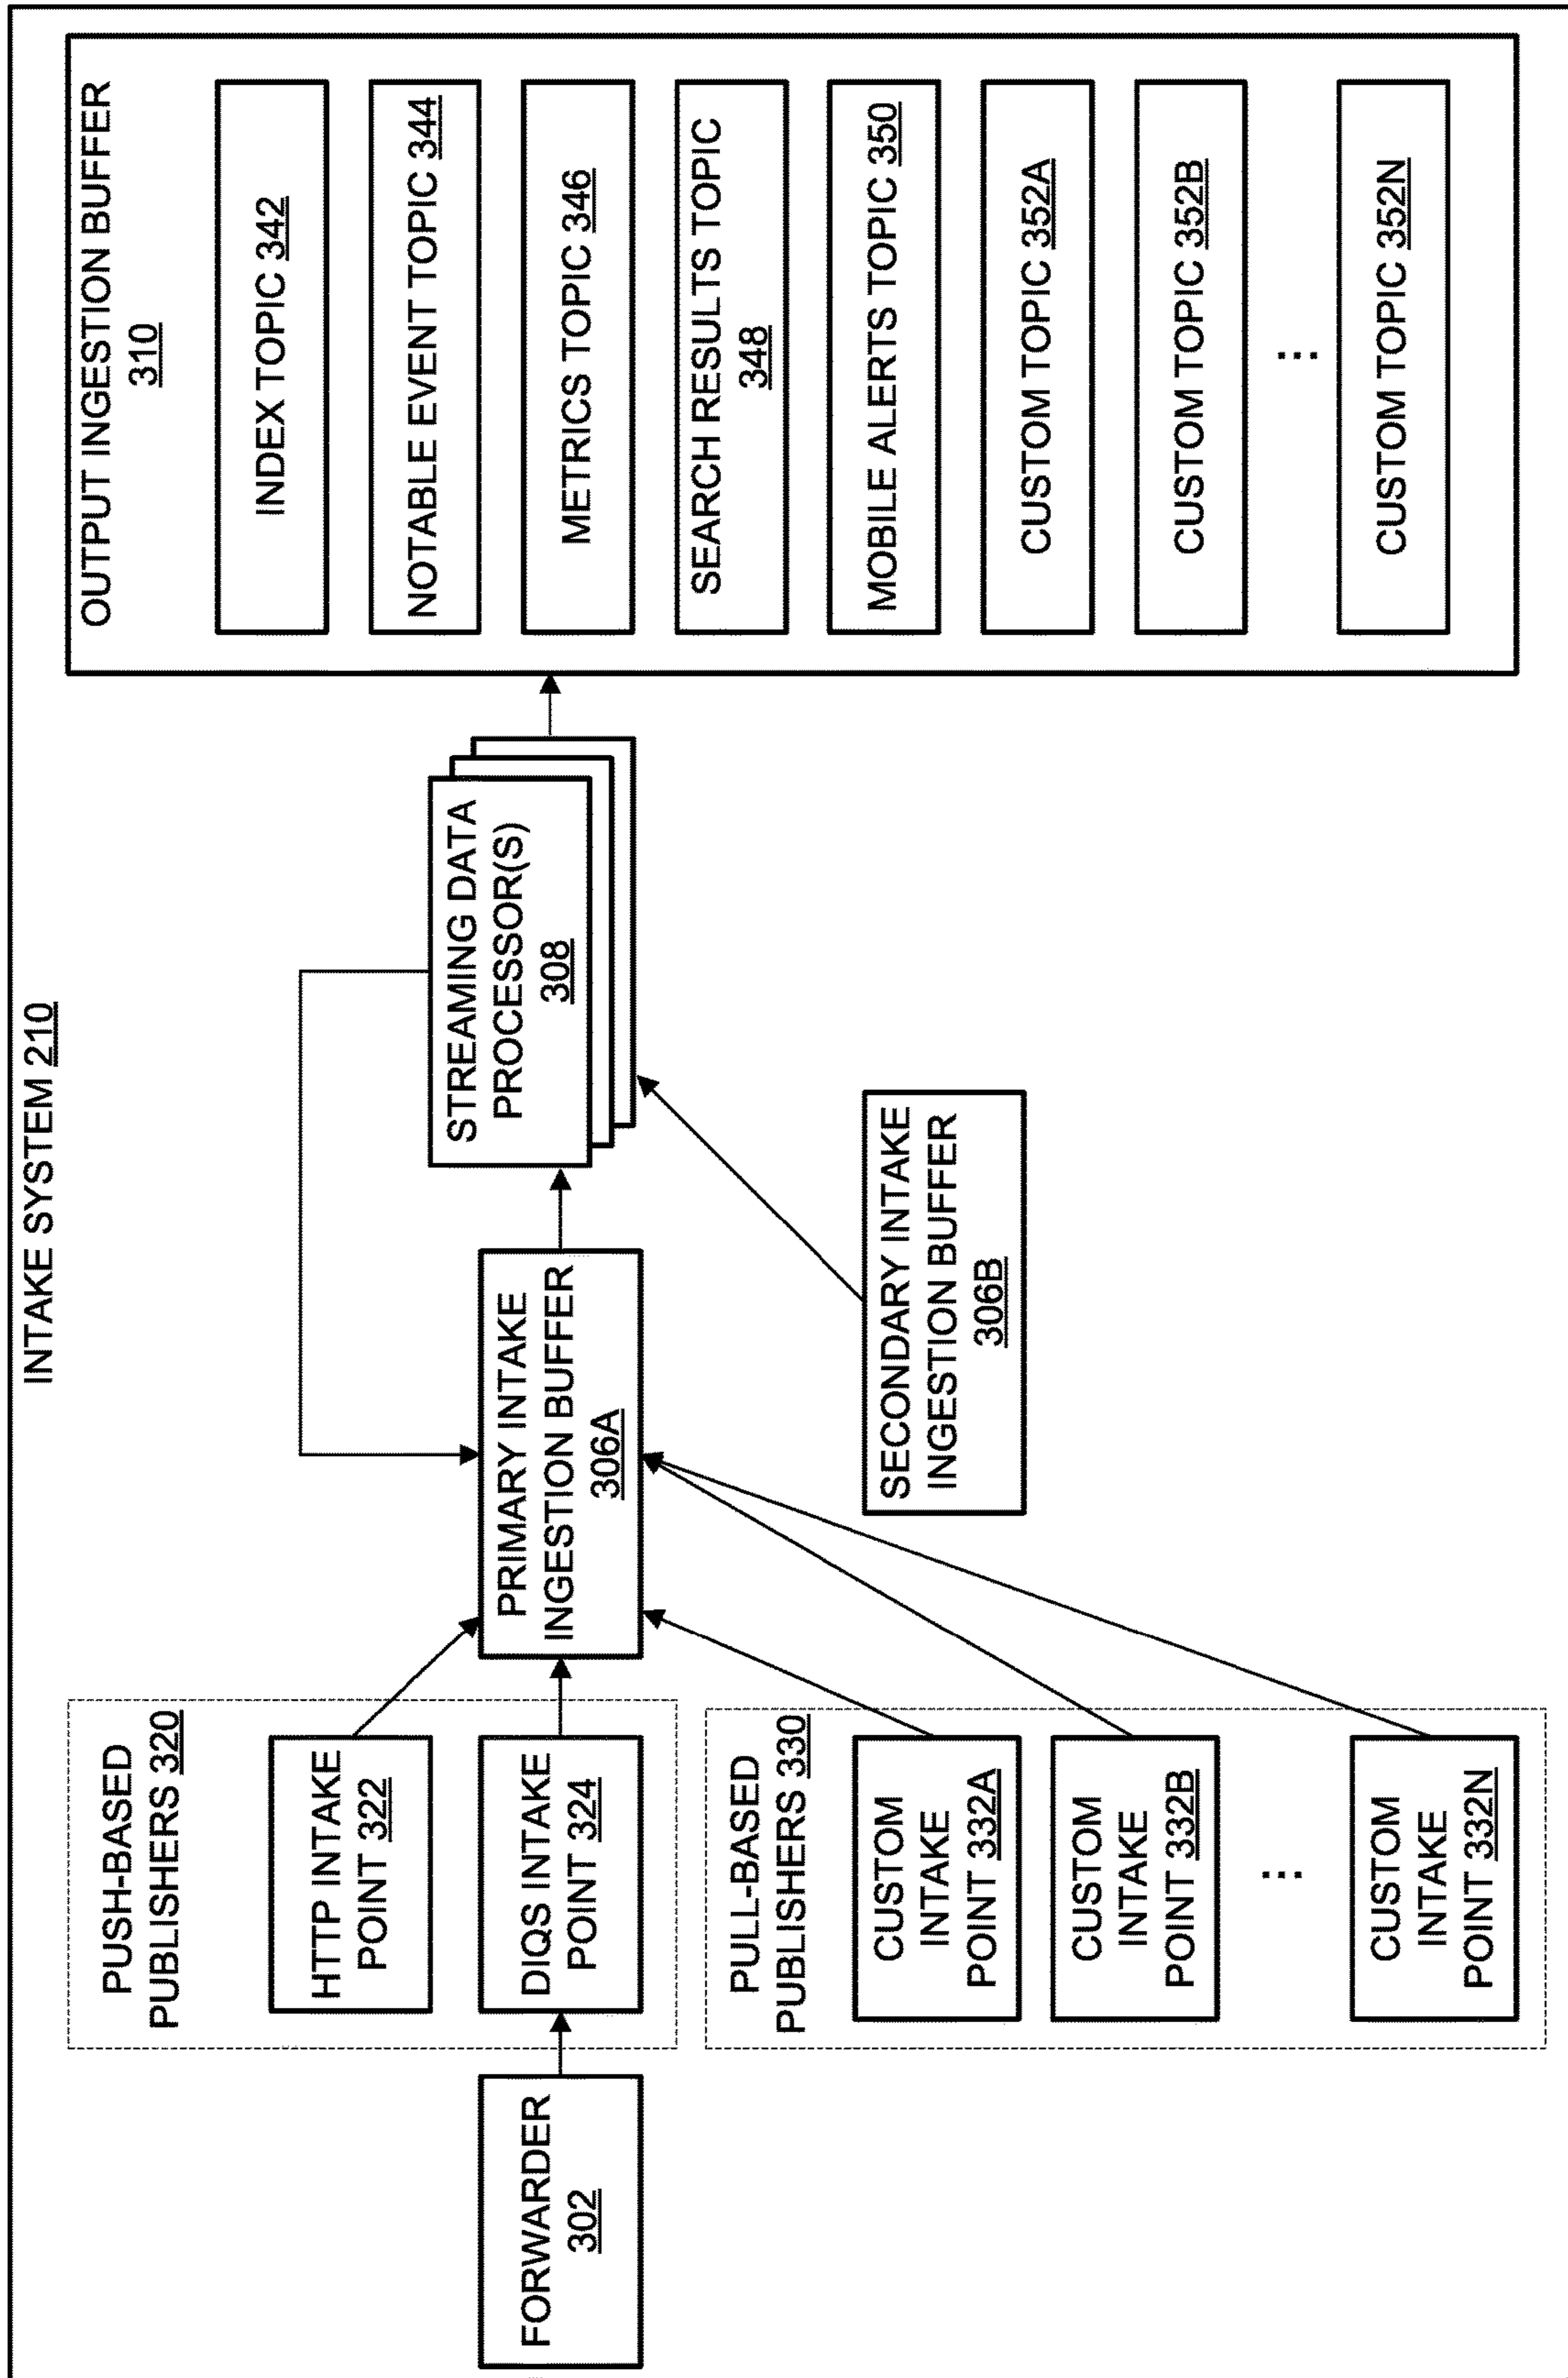 INTAKE SYSTEM 210
FORWARDER
302
PUSH-BASED
PUBLISHERS 320
HTTP INTAKE
POINT 322
DIQS INTAKE
POINT 324
PULL-BASED
PUBLISHERS 330
CUSTOM
INTAKE
POINT 332A
CUSTOM
INTAKE
POINT 332B
...
CUSTOM
INTAKE
POINT 332N
PRIMARY INTAKE
INGESTION BUFFER
306A
SECONDARY INTAKE
INGESTION BUFFER
306B
STREAMING DATA
PROCESSOR(S)
308
OUTPUT INGESTION BUFFER
310
INDEX TOPIC 342
NOTABLE EVENT TOPIC 344
METRICS TOPIC 346
SEARCH RESULTS TOPIC
348
MOBILE ALERTS TOPIC 350
CUSTOM TOPIC 352A
CUSTOM TOPIC 352B
...
CUSTOM TOPIC 352N